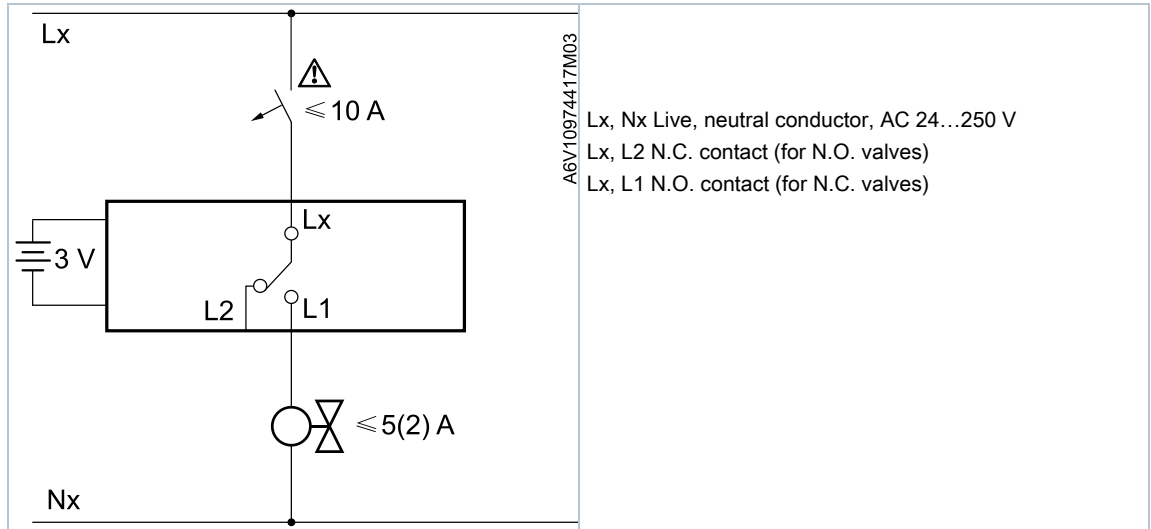 Lx
≤ 10 A
Lx
3 V
L2
L1
≤ 5(2) A
Nx
A6V10974417M03
Lx, Nx Live, neutral conductor, AC 24…250 V
Lx, L2 N.C. contact (for N.O. valves)
Lx, L1 N.O. contact (for N.C. valves)